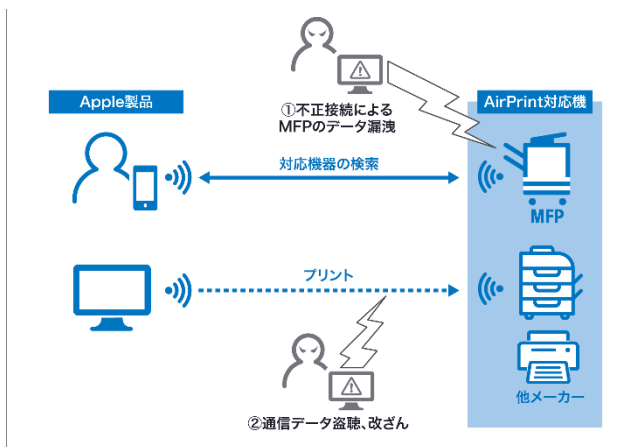 Apple製品
①不正接続による
MFPのデータ漏洩
AirPrint対応機
対応機器の検索
MFP
プリント
②通信データ盗聴、改ざん
他メーカー